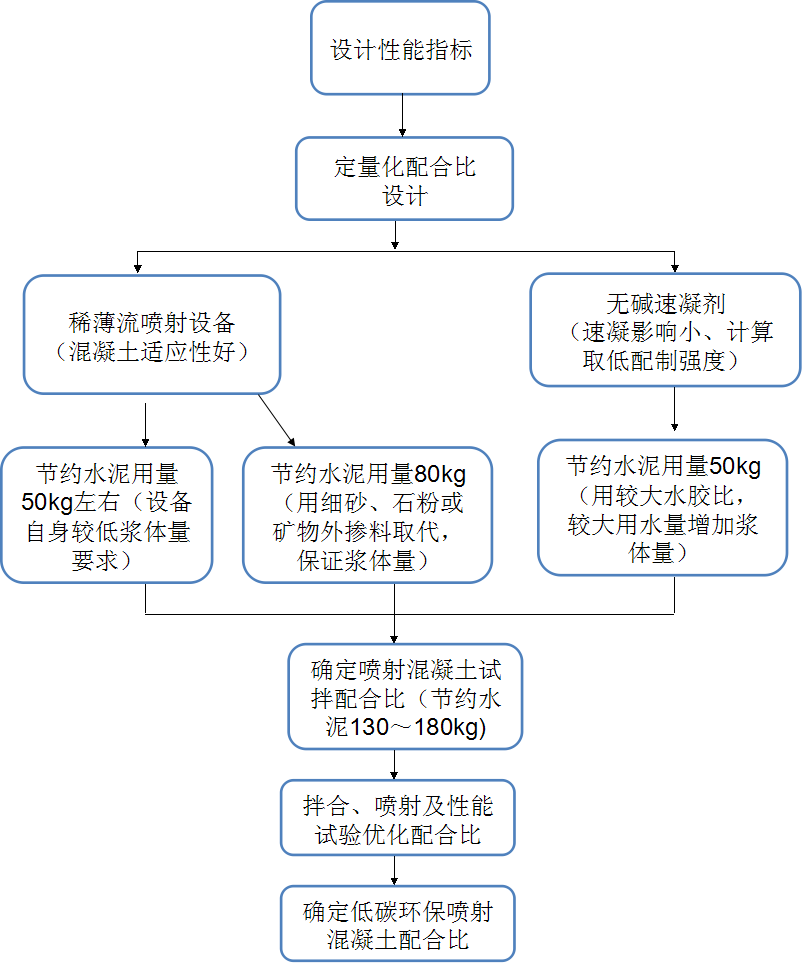 设计性能指标
定量化配合比
设计
稀薄流喷射设备
（混凝土适应性好）
无碱速凝剂
（速凝影响小、计算
取低配制强度）
节约水泥用量
50kg左右（设备
自身较低浆体量
要求）
节约水泥用量80kg
（用细砂、石粉或
矿物外掺料取代，
保证浆体量）
节约水泥用量50kg
（用较大水胶比，
较大用水量增加浆
体量）
确定喷射混凝土试
拌配合比（节约水
泥130～180kg)
拌合、喷射及性能
试验优化配合比
确定低碳环保喷射
混凝土配合比